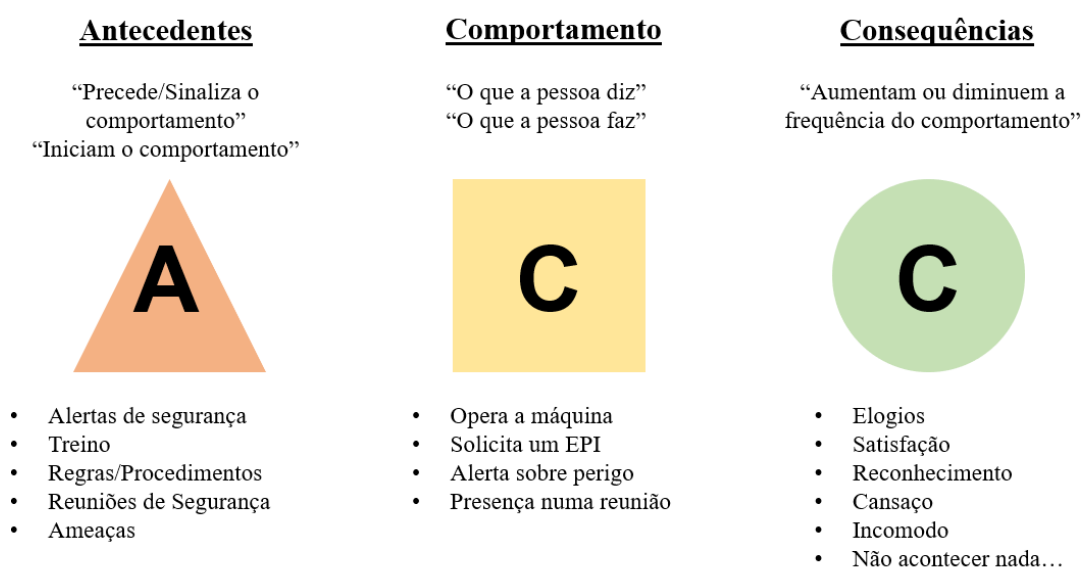 Antecedentes
“Precede/Sinaliza o
comportamento”
“Iniciam o comportamento”
A
• Alertas de segurança
• Treino
• Regras/Procedimentos
• Reuniões de Segurança
• Ameaças
Comportamento
“O que a pessoa diz”
“O que a pessoa faz”
C
• Opera a máquina
• Solicita um EPI
• Alerta sobre perigo
• Presença numa reunião
Consequências
“Aumentam ou diminuem a
frequência do comportamento”
C
• Elogios
• Satisfação
• Reconhecimento
• Cansaço
• Incomodo
• Não acontecer nada…